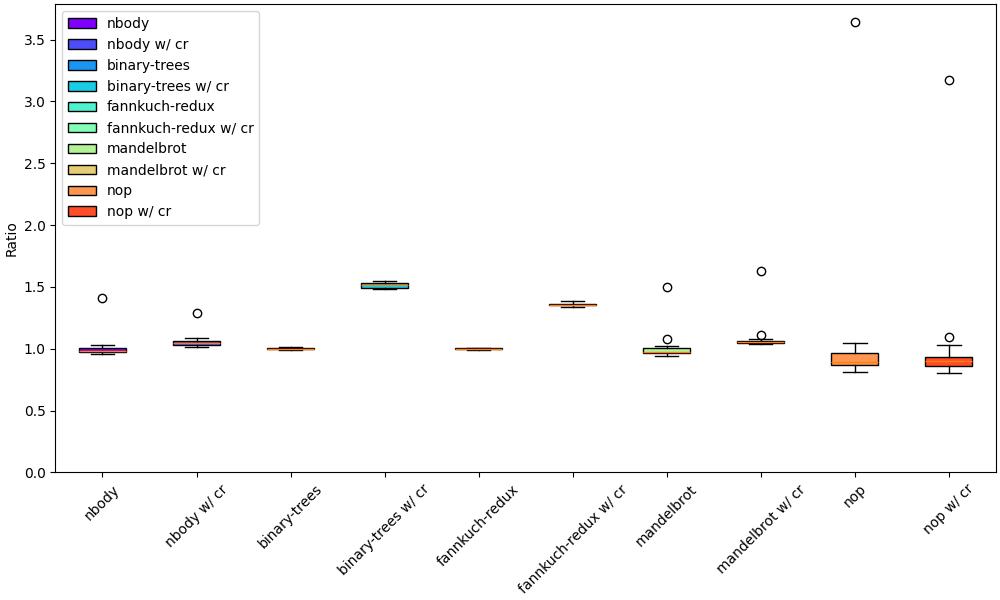 3.5
3.0
2.5
2.0
1.5
1.0
0.5
0.0
Ratio
nbody
nbody w/ cr
binary-trees
binary-trees w/ cr
fannkuch-redux
fannkuch-redux w/ cr
mandelbrot
mandelbrot w/ cr
nop
nop w/ cr
nbody
nbody w/ cr
binary-trees
binary-trees w/ cr
fannkuch-redux
fannkuch-redux w/ cr
mandelbrot
mandelbrot w/ cr
nop
nop w/ cr